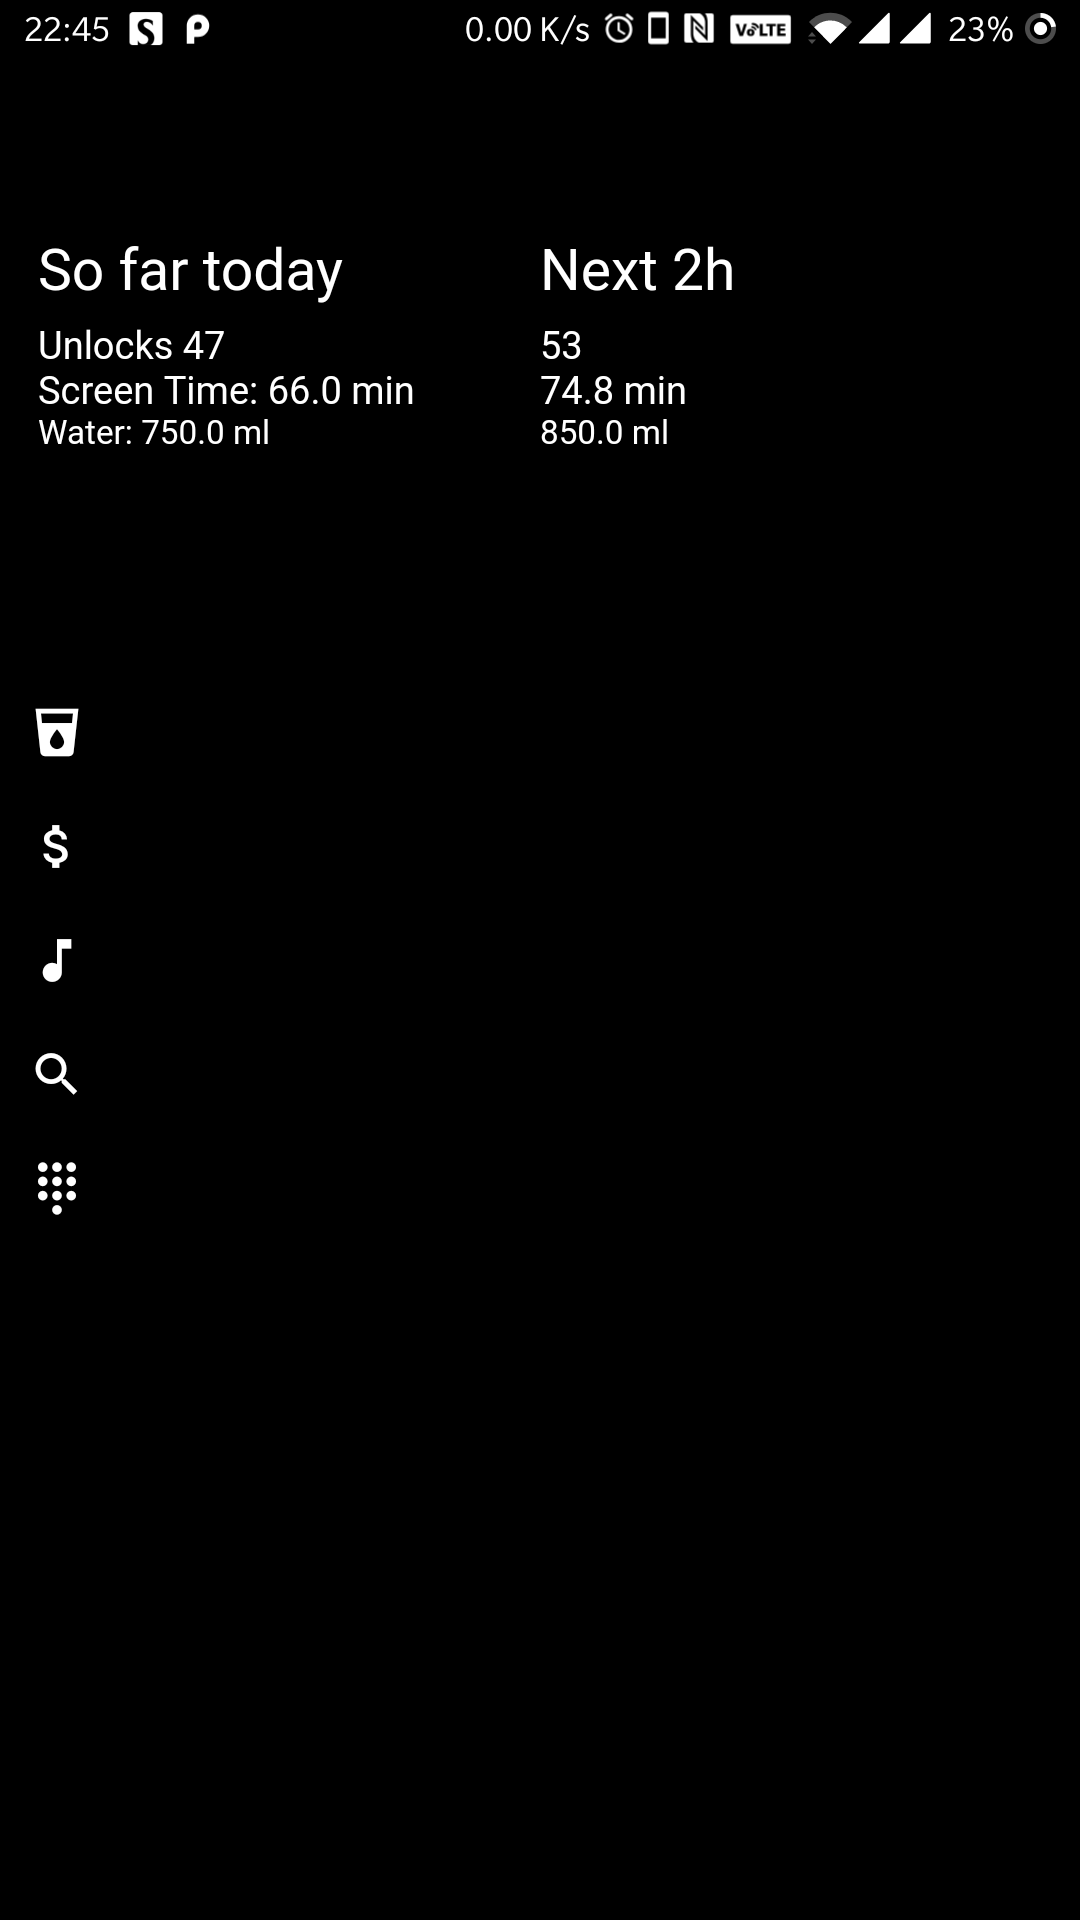 22:45 0.00 K/s VoLTE 23%
So far today
Unlocks 47
Screen Time: 66.0 min
Water: 750.0 ml
Next 2h
53
74.8 min
850.0 ml